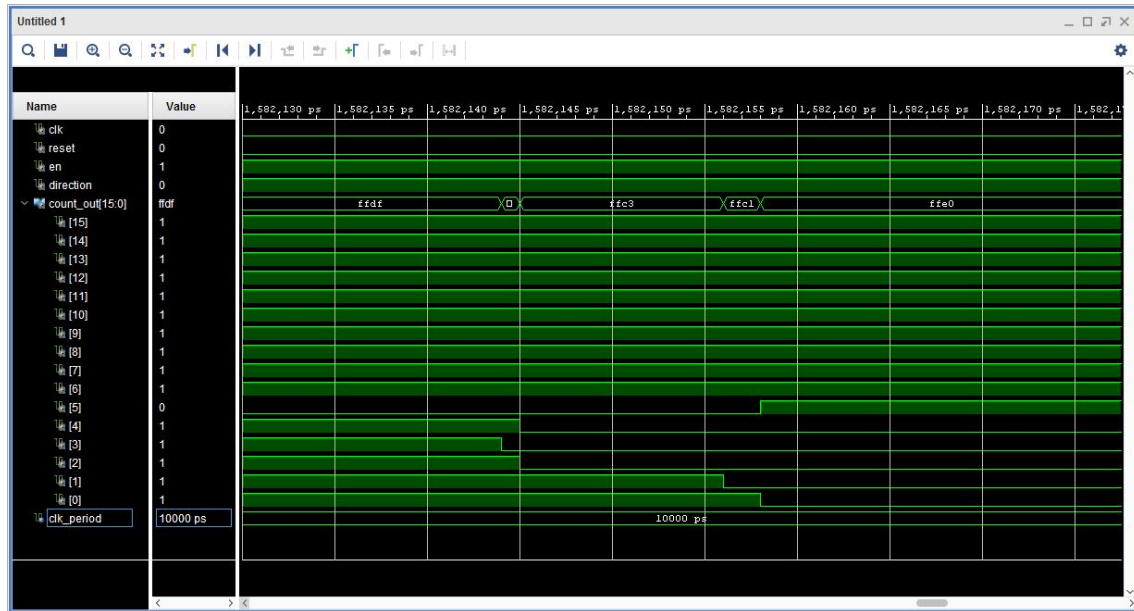 Untitled 1
Name Value
1,582,130 ps 1,582,135 ps 1,582,140 ps 1,582,145 ps 1,582,150 ps 1,582,155 ps 1,582,160 ps 1,582,165 ps 1,582,170 ps 1,582,1
clk 0
reset 0
en 1
direction 0
count_out[15:0] ffdf ffdf ffc3 ffc1 ffe0
[15] 1
[14] 1
[13] 1
[12] 1
[11] 1
[10] 1
[9] 1
[8] 1
[7] 1
[6] 1
[5] 0
[4] 1
[3] 1
[2] 1
[1] 1
[0] 1
clk_period 10000 ps 10000 ps